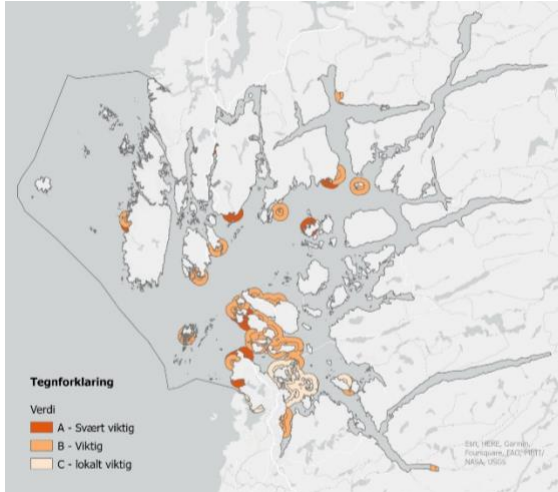 Tegnforklaring
Verdi
A - Svært viktig
B - Viktig
C - lokalt viktig
Esri, HERE, Garmin,
Foursquare, FAO, METI/
NASA, USGS